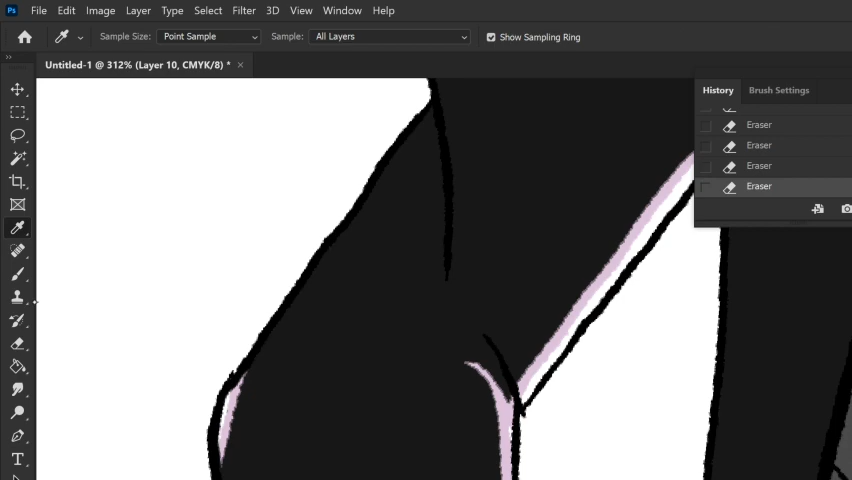 Ps File Edit Image Layer Type Select Filter 3D View Window Help
Sample Size: Point Sample Sample: All Layers Show Sampling Ring
Untitled-1 @ 312% (Layer 10, CMYK/8) * ×
History Brush Settings
Eraser
Eraser
Eraser
Eraser
T